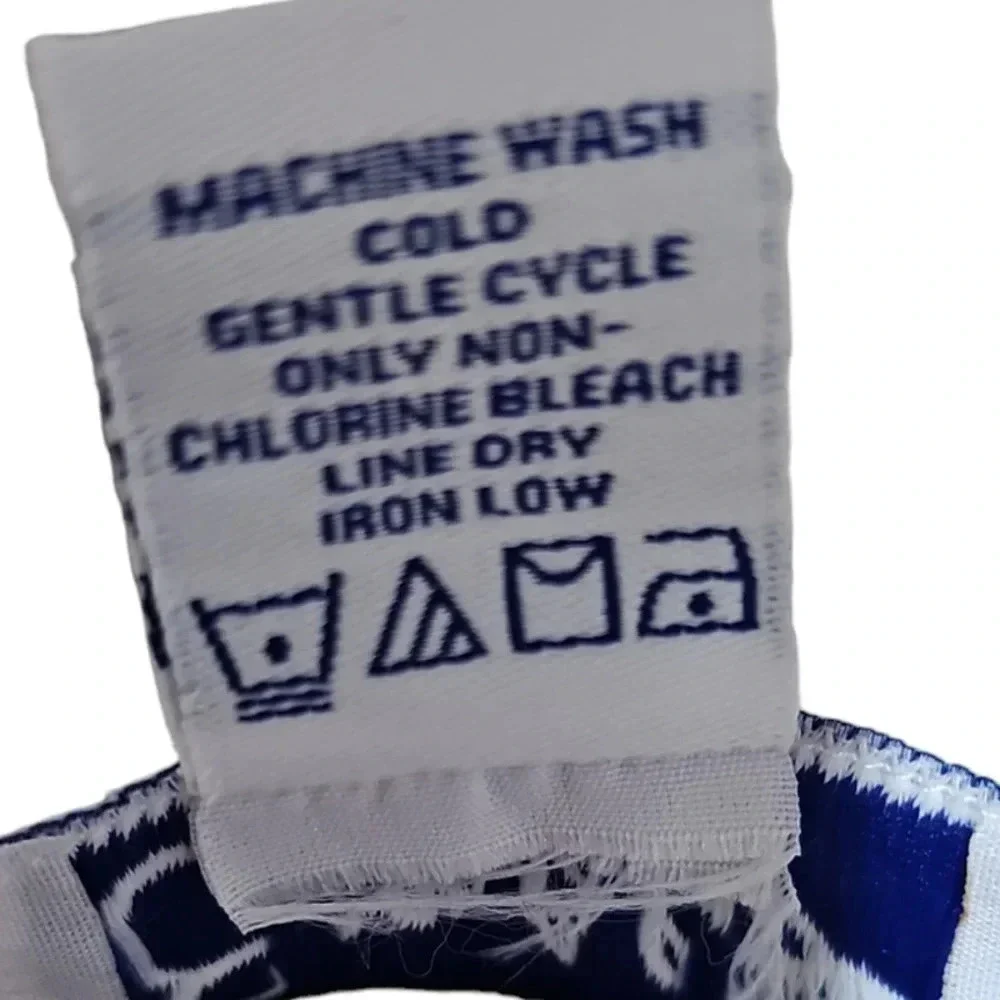 MACHINE WASH
COLD
GENTLE CYCLE
ONLY NON-
CHLORINE BLEACH
LINE DRY
IRON LOW